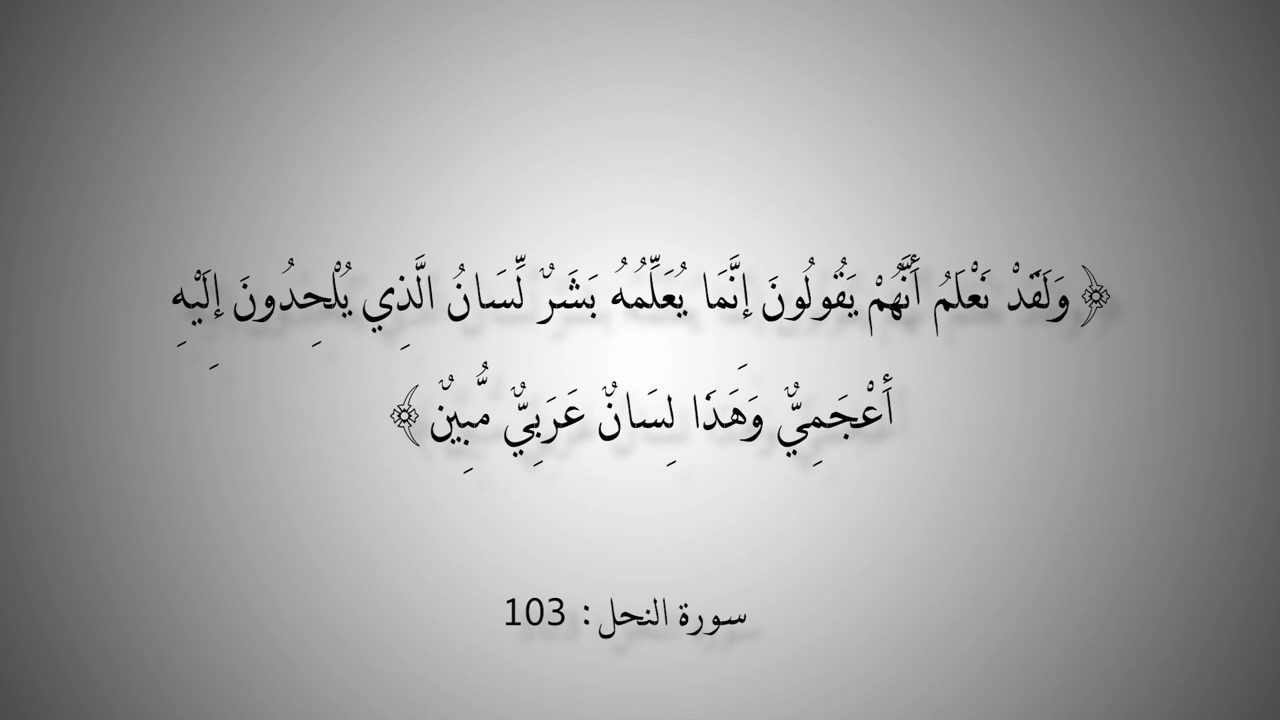 ﴿وَلَقَدْ نَعْلَمُ أَنَّهُمْ يَقُولُونَ إِنَّمَا يُعَلِّمُهُ بَشَرٌ لِّسَانُ الَّذِي يُلْحِدُونَ إِلَيْهِ
أَعْجَمِيٌّ وَهَذَا لِسَانٌ عَرَبِيٌّ مُّبِينٌ﴾
سورة النحل: 103